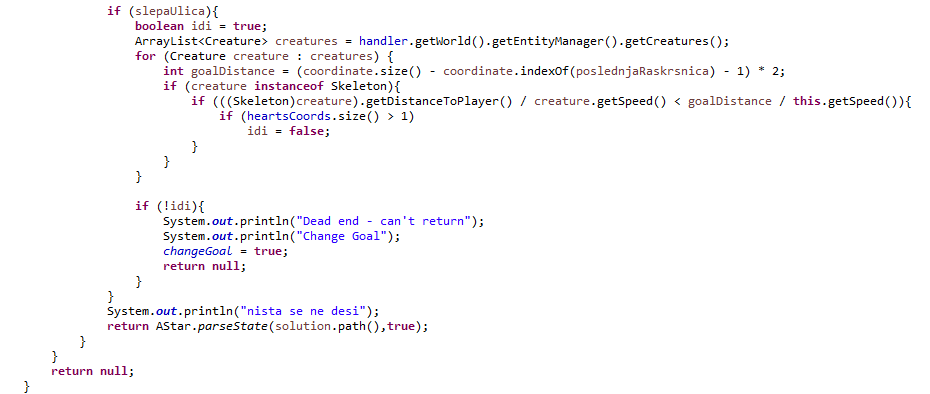 if (slepaUlica){
boolean idi = true;
ArrayList<Creature> creatures = handler.getWorld().getEntityManager().getCreatures();
for (Creature creature : creatures) {
int goalDistance = (coordinate.size() - coordinate.indexOf(poslednjaRaskrsnica) - 1) * 2;
if (creature instanceof Skeleton){
if (((Skeleton)creature).getDistanceToPlayer() / creature.getSpeed() < goalDistance / this.getSpeed()){
if (heartsCoords.size() > 1)
idi = false;
}
}
}
if (!idi){
System.out.println("Dead end - can't return");
System.out.println("Change Goal");
changeGoal = true;
return null;
}
}
System.out.println("nista se ne desi");
return AStar.parseState(solution.path(),true);
}
}
return null;
}